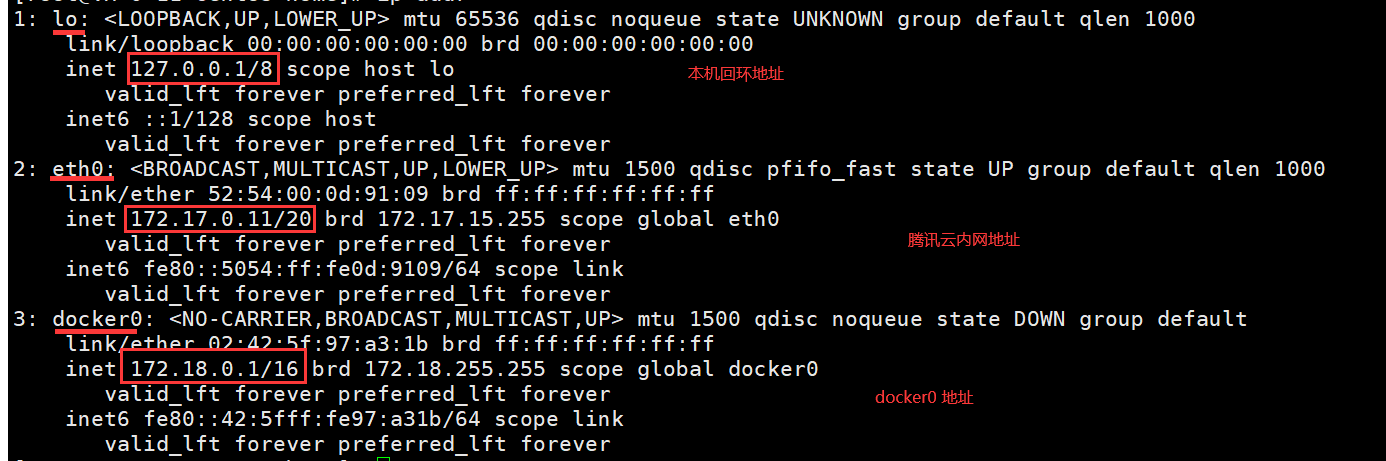 1: lo: <LOOPBACK,UP,LOWER_UP> mtu 65536 qdisc noqueue state UNKNOWN group default qlen 1000
link/loopback 00:00:00:00:00:00 brd 00:00:00:00:00:00
inet 127.0.0.1/8 scope host lo
本机回环地址
valid_lft forever preferred_lft forever
inet6 ::1/128 scope host
valid_lft forever preferred_lft forever
2: eth0: <BROADCAST,MULTICAST,UP,LOWER_UP> mtu 1500 qdisc pfifo_fast state UP group default qlen 1000
link/ether 52:54:00:0d:91:09 brd ff:ff:ff:ff:ff:ff
inet 172.17.0.11/20 brd 172.17.15.255 scope global eth0
腾讯云内网地址
valid_lft forever preferred_lft forever
inet6 fe80::5054:ff:fe0d:9109/64 scope link
valid_lft forever preferred_lft forever
3: docker0: <NO-CARRIER,BROADCAST,MULTICAST,UP> mtu 1500 qdisc noqueue state DOWN group default
link/ether 02:42:5f:97:a3:1b brd ff:ff:ff:ff:ff:ff
inet 172.18.0.1/16 brd 172.18.255.255 scope global docker0
valid_lft forever preferred_lft forever
docker0 地址
inet6 fe80::42:5fff:fe97:a31b/64 scope link
valid_lft forever preferred_lft forever